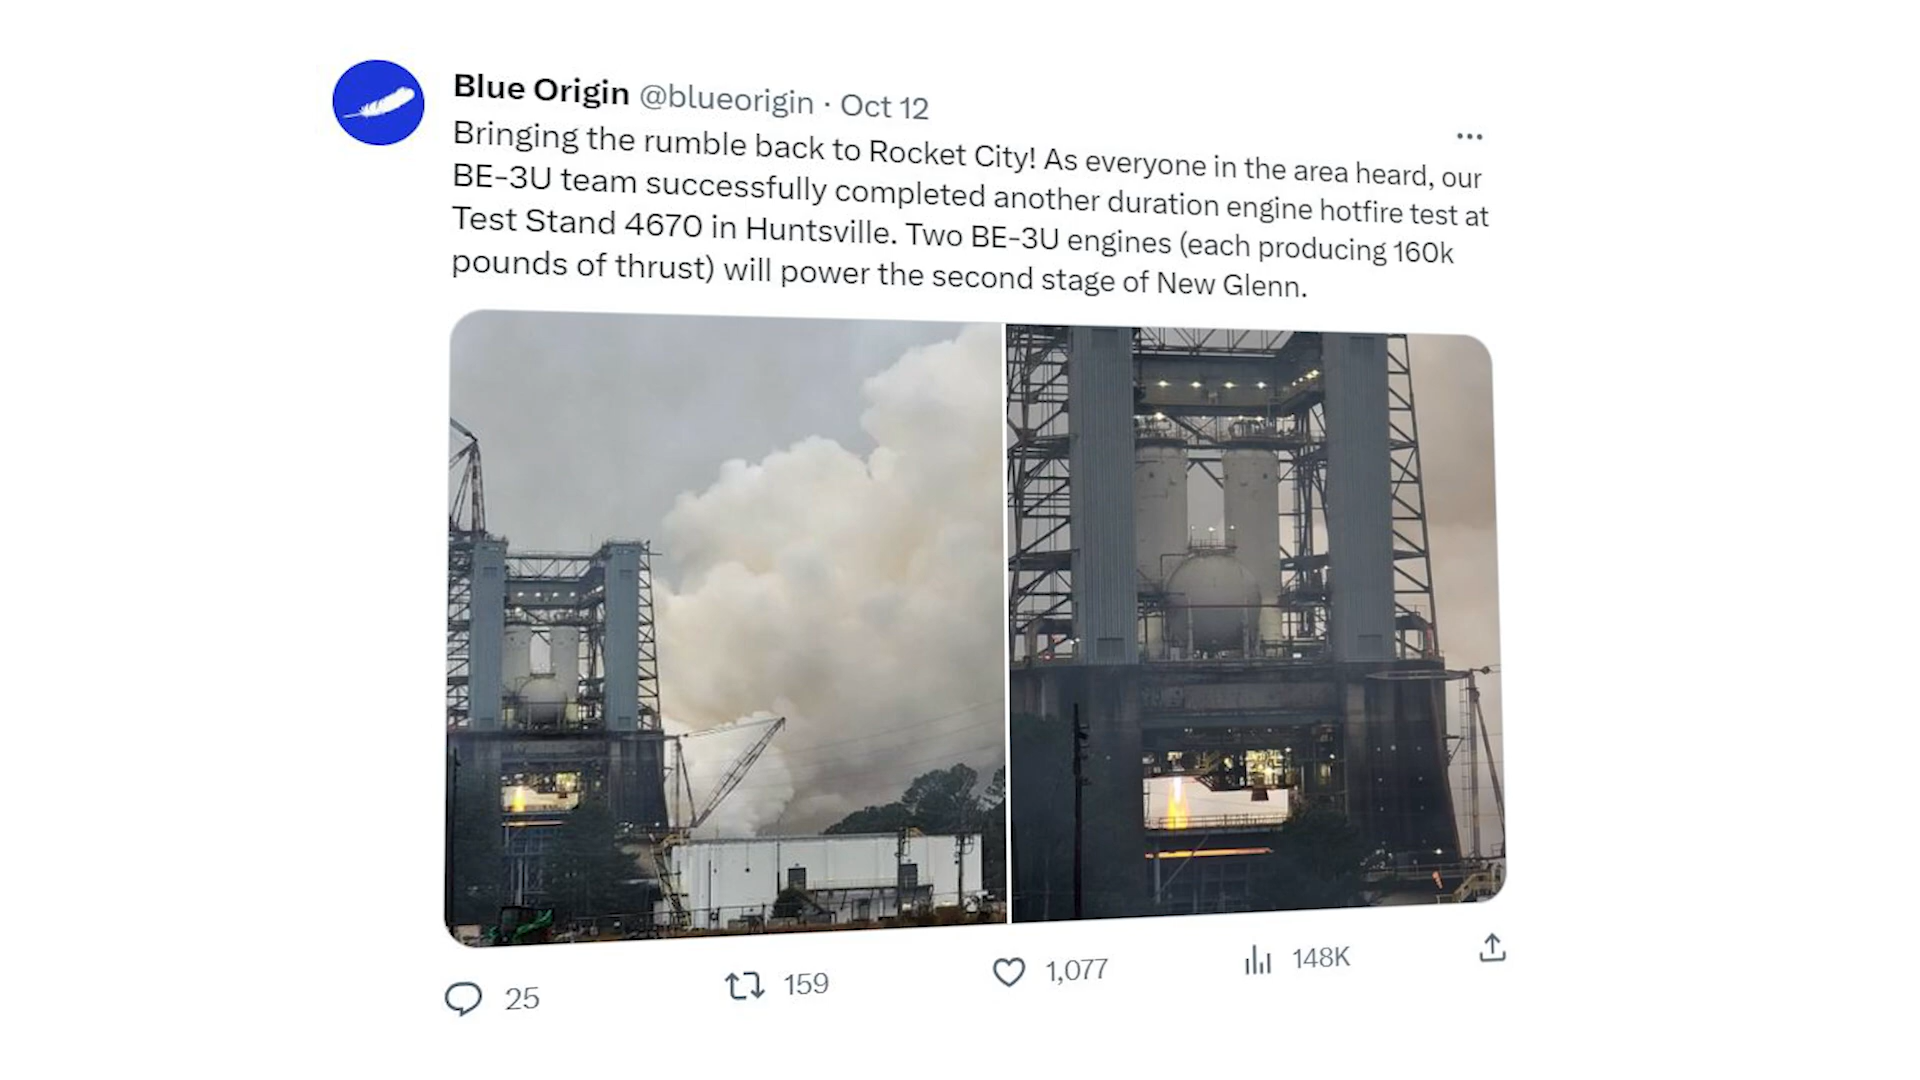 Blue Origin @blueorigin · Oct 12
Bringing the rumble back to Rocket City! As everyone in the area heard, our
BE-3U team successfully completed another duration engine hotfire test at
Test Stand 4670 in Huntsville. Two BE-3U engines (each producing 160k
pounds of thrust) will power the second stage of New Glenn.
25 159 1,077 148K